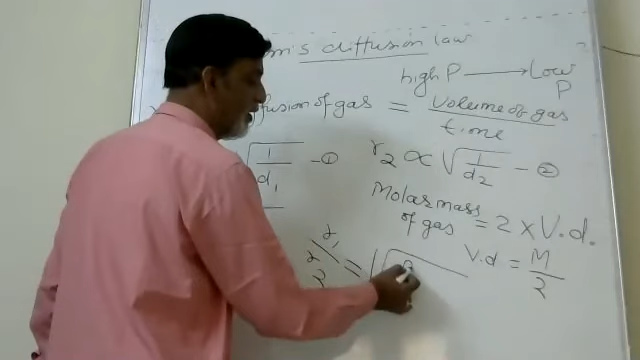 m's diffusion law
high P → Low P
fusion of gas = Volume of gas / time
√1/d₁ - ①
r₂ ∝ √1/d₂ - ②
Molar mass of gas = 2 x V.d.
r₁/r₂ = √
V.d = M/2